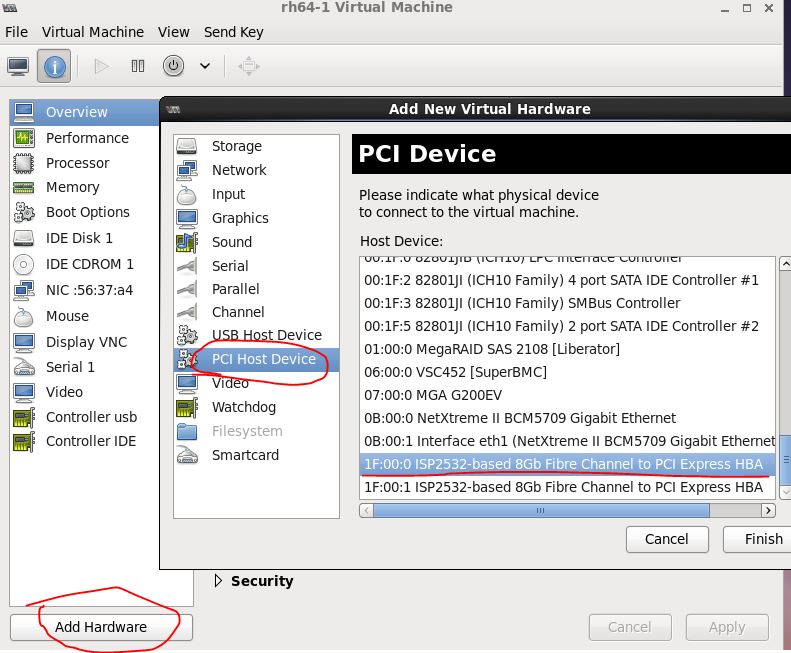 rh64-1 Virtual Machine
File Virtual Machine View Send Key
Overview
Performance
Processor
Memory
Boot Options
IDE Disk 1
IDE CDROM 1
NIC :56:37:a4
Mouse
Display VNC
Serial 1
Video
Controller usb
Controller IDE
Add Hardware
Add New Virtual Hardware
Storage
Network
Input
Graphics
Sound
Serial
Parallel
Channel
USB Host Device
PCI Host Device
Video
Watchdog
Filesystem
Smartcard
PCI Device
Please indicate what physical device
to connect to the virtual machine.
Host Device:
00:1F:0 82801JIB (ICH10) LPC Interface Controller
00:1F:2 82801JI (ICH10 Family) 4 port SATA IDE Controller #1
00:1F:3 82801JI (ICH10 Family) SMBus Controller
00:1F:5 82801JI (ICH10 Family) 2 port SATA IDE Controller #2
01:00:0 MegaRAID SAS 2108 [Liberator]
06:00:0 VSC452 [SuperBMC]
07:00:0 MGA G200EV
0B:00:0 NetXtreme II BCM5709 Gigabit Ethernet
0B:00:1 Interface eth1 (NetXtreme II BCM5709 Gigabit Ethernet
1F:00:0 ISP2532-based 8Gb Fibre Channel to PCI Express HBA
1F:00:1 ISP2532-based 8Gb Fibre Channel to PCI Express HBA
Cancel
Finish
Security
Cancel
Apply